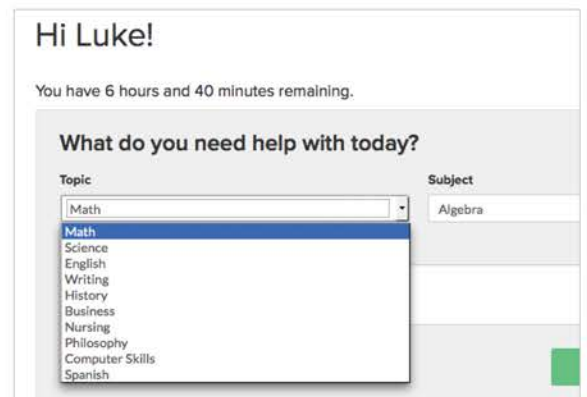 Hi Luke!
You have 6 hours and 40 minutes remaining.
What do you need help with today?
Topic Subject
Math Algebra
Math
Science
English
Writing
History
Business
Nursing
Philosophy
Computer Skills
Spanish